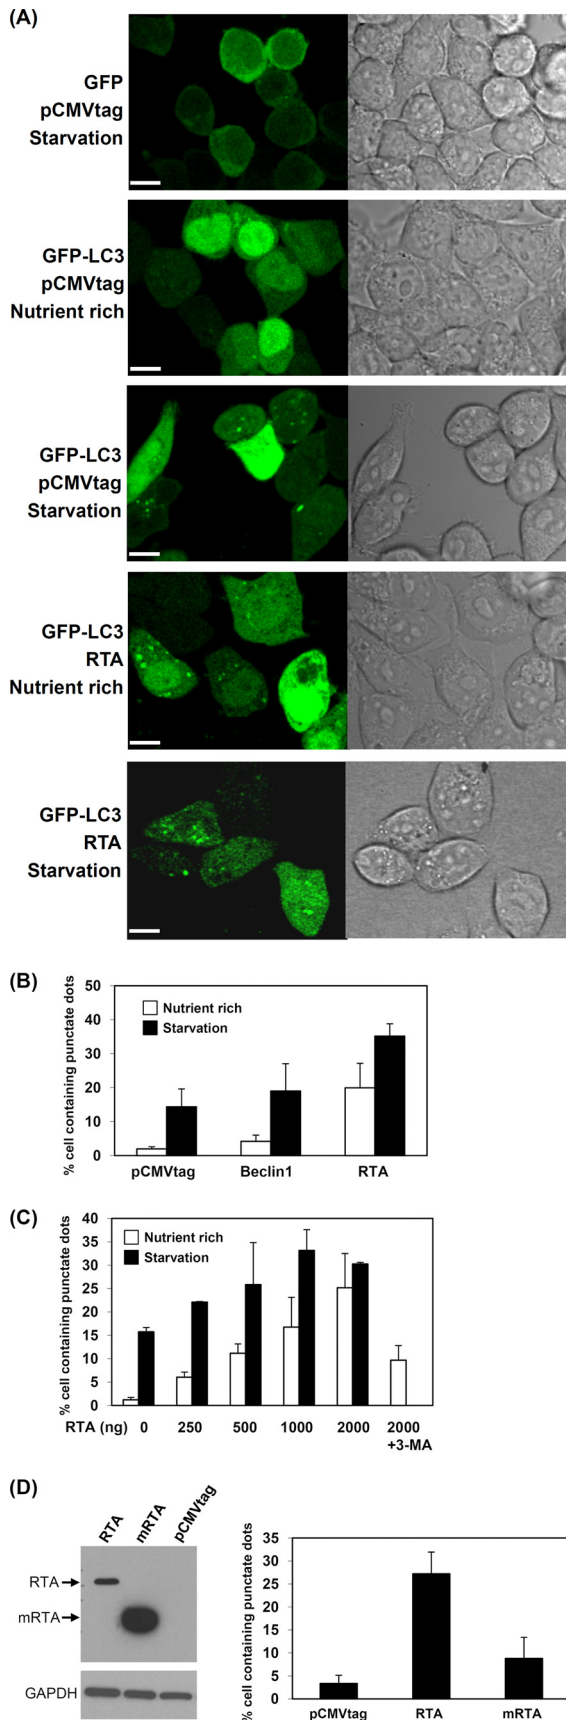 (A)
GFP
pCMVtag
Starvation
GFP-LC3
pCMVtag
Nutrient rich
GFP-LC3
pCMVtag
Starvation
GFP-LC3
RTA
Nutrient rich
GFP-LC3
RTA
Starvation
(B)
% cell containing punctate dots
50
40
30
20
10
0
Nutrient rich
Starvation
pCMVtag Beclin1 RTA
(C)
% cell containing punctate dots
40
35
30
25
20
15
10
5
0
Nutrient rich
Starvation
RTA (ng) 0 250 500 1000 2000 2000
+3-MA
(D)
RTA mRTA pCMVtag
RTA
mRTA
GAPDH
% cell containing punctate dots
35
30
25
20
15
10
5
0
pCMVtag RTA mRTA